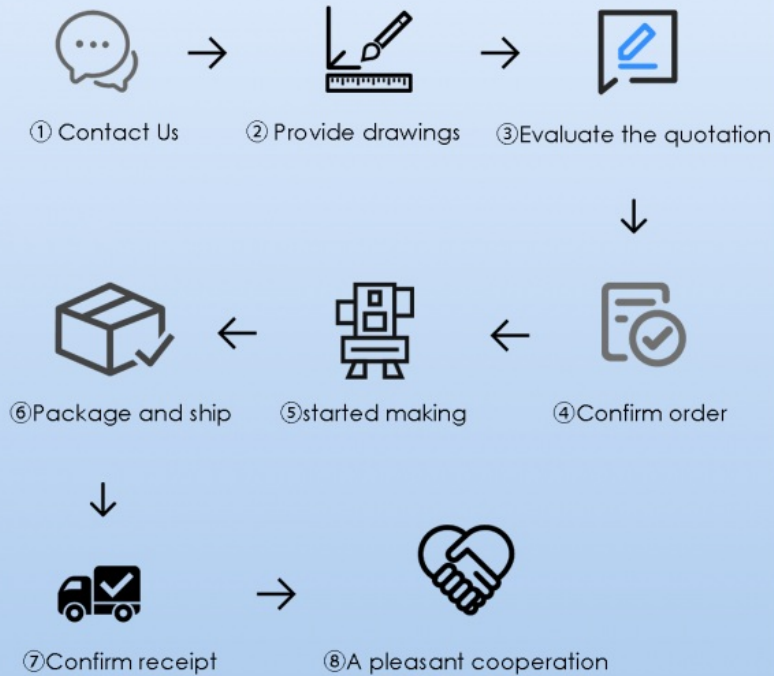 ① Contact Us
② Provide drawings
③Evaluate the quotation
④Confirm order
⑤started making
⑥Package and ship
⑦Confirm receipt
⑧A pleasant cooperation